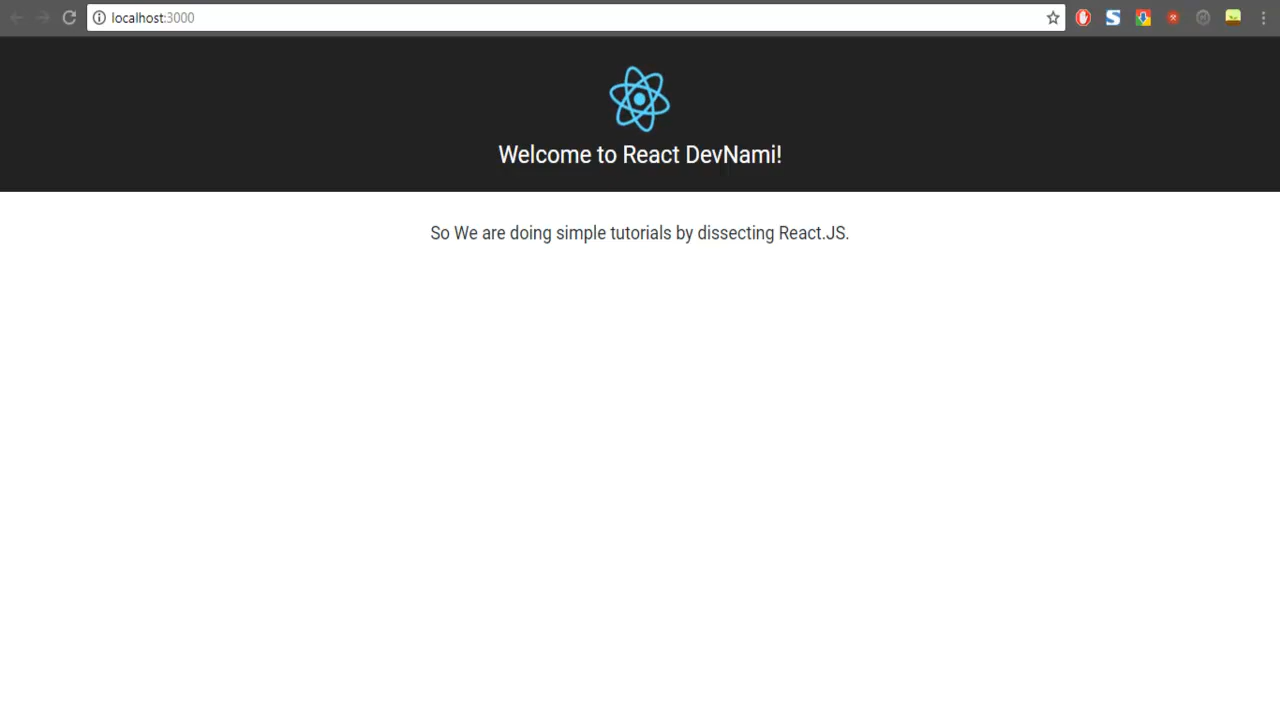 localhost:3000
Welcome to React DevNami!
So We are doing simple tutorials by dissecting React.JS.